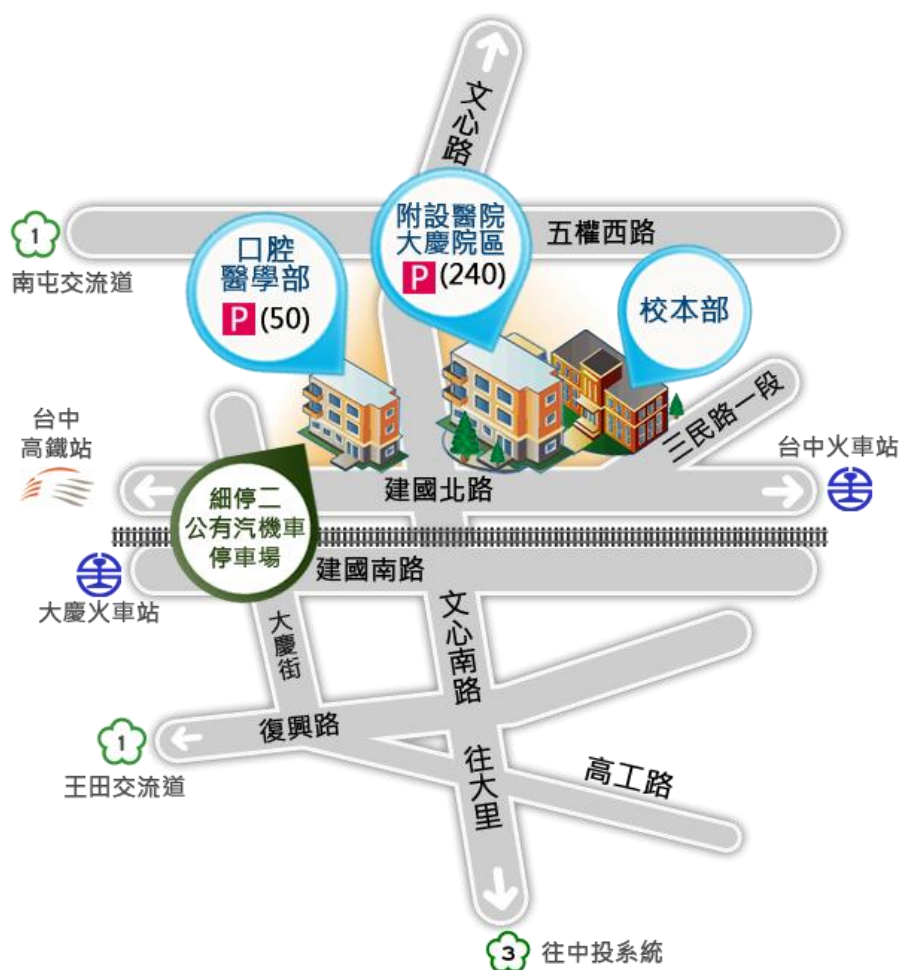 文心路
1
南屯交流道
五權西路
口腔
醫學部
P (50)
附設醫院
大慶院區
P (240)
校本部
三民路一段
台中
高鐵站
台中火車站
建國北路
細停二
公有汽機車
停車場
建國南路
大慶火車站
大慶街
文心南路
復興路
1
王田交流道
往大里
高工路
3 往中投系統